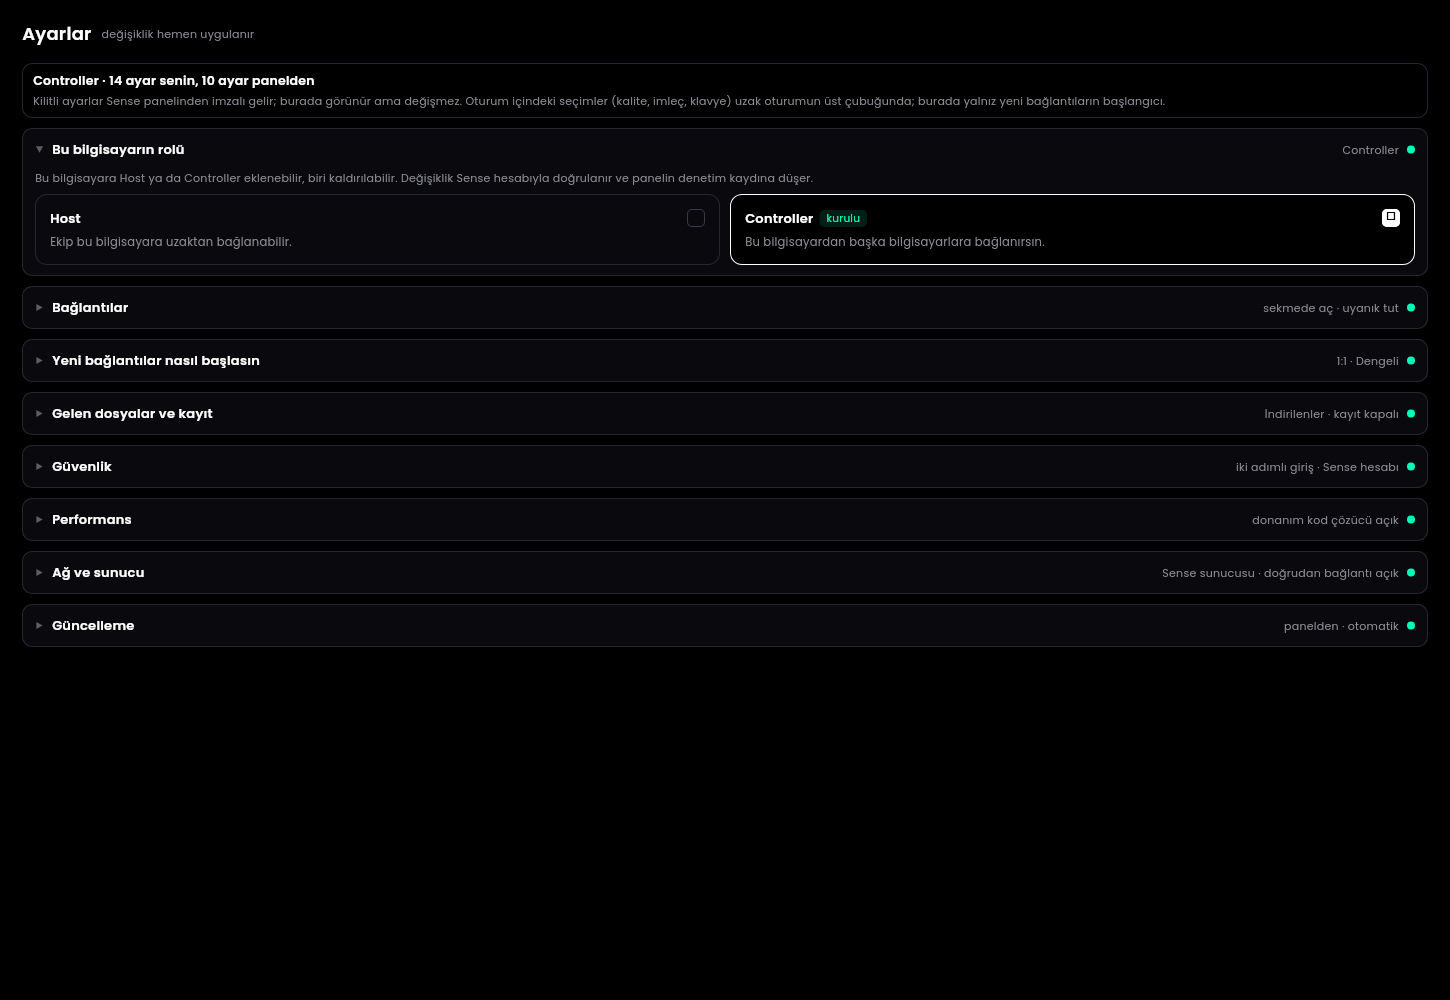 Ayarlar değişiklik hemen uygulanır
Controller · 14 ayar senin, 10 ayar panelden
Kilitli ayarlar Sense panelinden imzalı gelir; burada görünür ama değişmez. Oturum içindeki seçimler (kalite, imleç, klavye) uzak oturumun üst çubuğunda; burada yalnız yeni bağlantıların başlangıcı.
Bu bilgisayarın rolü Controller
Bu bilgisayara Host ya da Controller eklenebilir, biri kaldırılabilir. Değişiklik Sense hesabıyla doğrulanır ve panelin denetim kaydına düşer.
Host
Ekip bu bilgisayara uzaktan bağlanabilir.
Controller kurulu
Bu bilgisayardan başka bilgisayarlara bağlanırsın.
Bağlantılar sekmede aç · uyanık tut
Yeni bağlantılar nasıl başlasın 1:1 · Dengeli
Gelen dosyalar ve kayıt İndirilenler · kayıt kapalı
Güvenlik iki adımlı giriş · Sense hesabı
Performans donanım kod çözücü açık
Ağ ve sunucu Sense sunucusu · doğrudan bağlantı açık
Güncelleme panelden · otomatik